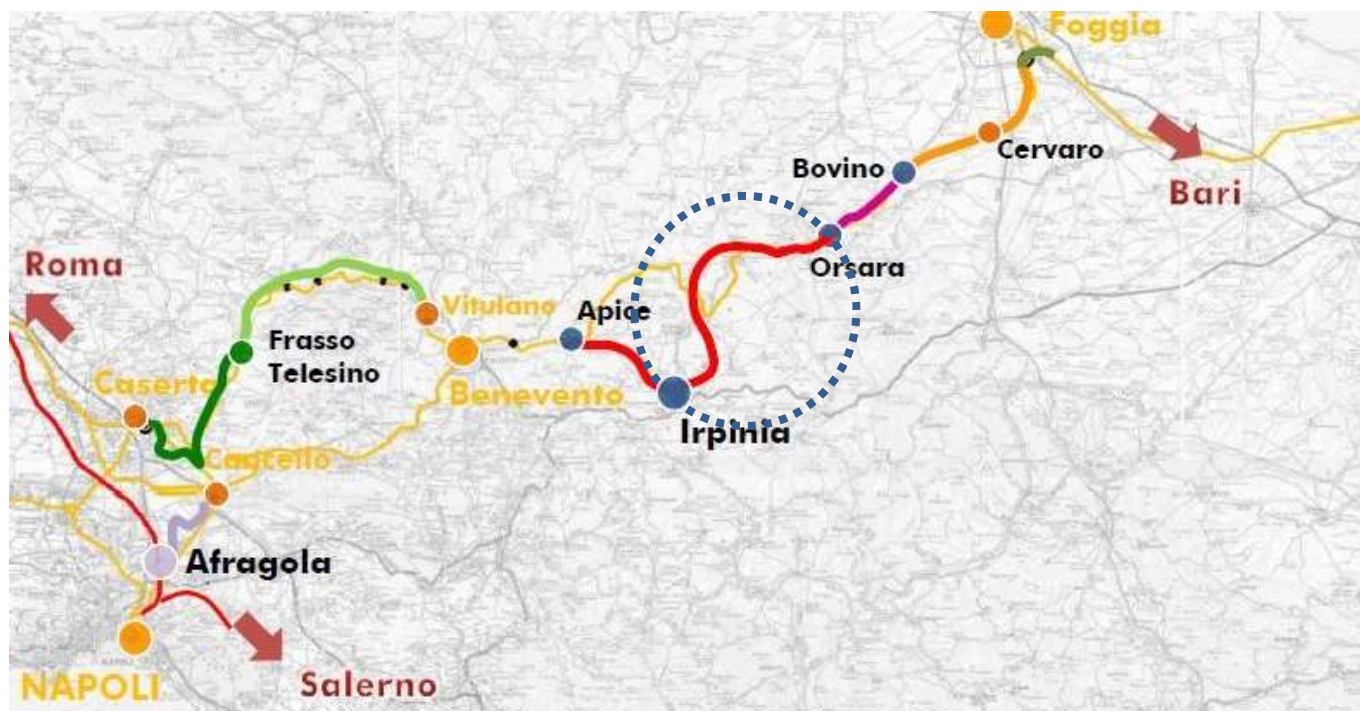 Foggia
Cervaro
Bari
Bovino
Orsara
Roma
Vitulano
Apice
Frasso
Telesino
Caserta
Benevento
Irpinia
Cancello
Afragola
NAPOLI
Salerno